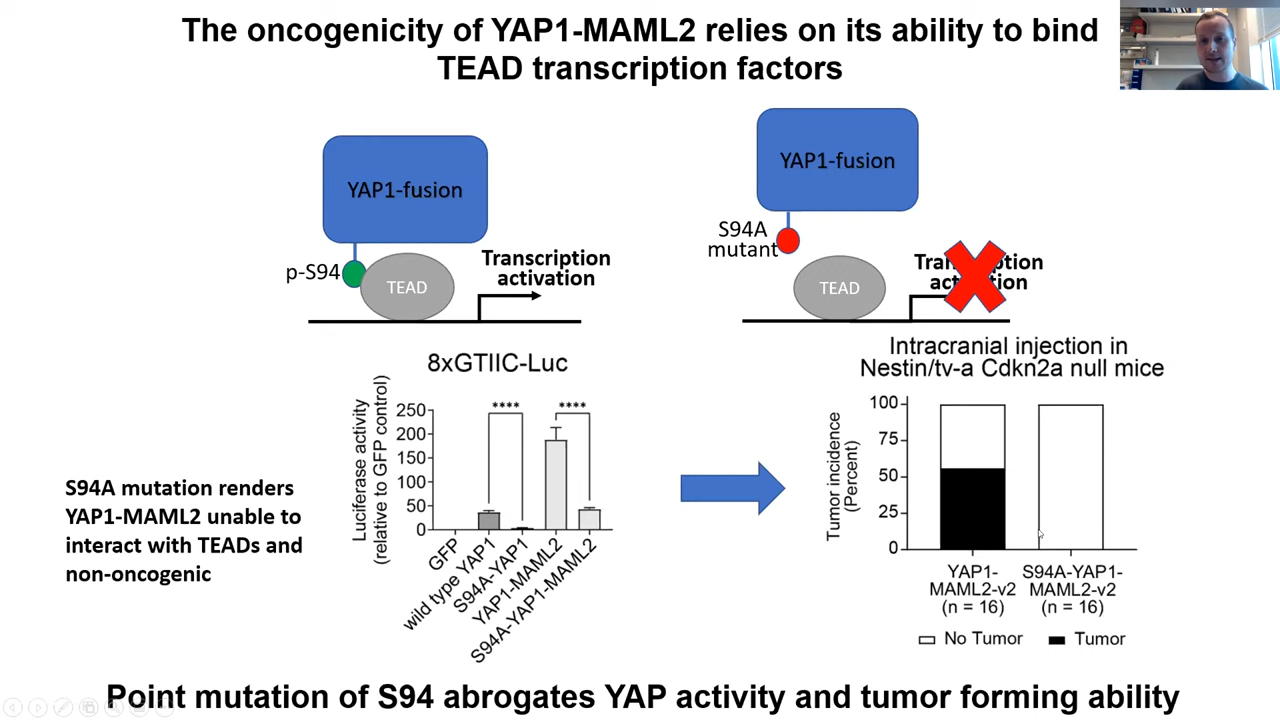 The oncogenicity of YAP1-MAML2 relies on its ability to bind
TEAD transcription factors
YAP1-fusion
p-S94
TEAD
Transcription
activation
YAP1-fusion
S94A
mutant
TEAD
8xGTIIC-Luc
Luciferase activity
(relative to GFP control)
250
200
150
100
50
0
****
****
GFP
wild type YAP1
S94A-YAP1
YAP1-MAML2
S94A-YAP1-MAML2
S94A mutation renders
YAP1-MAML2 unable to
interact with TEADs and
non-oncogenic
Intracranial injection in
Nestin/tv-a Cdkn2a null mice
Tumor incidence
(Percent)
100
75
50
25
0
YAP1-
MAML2-v2
(n = 16)
S94A-YAP1-
MAML2-v2
(n = 16)
No Tumor
Tumor
Point mutation of S94 abrogates YAP activity and tumor forming ability